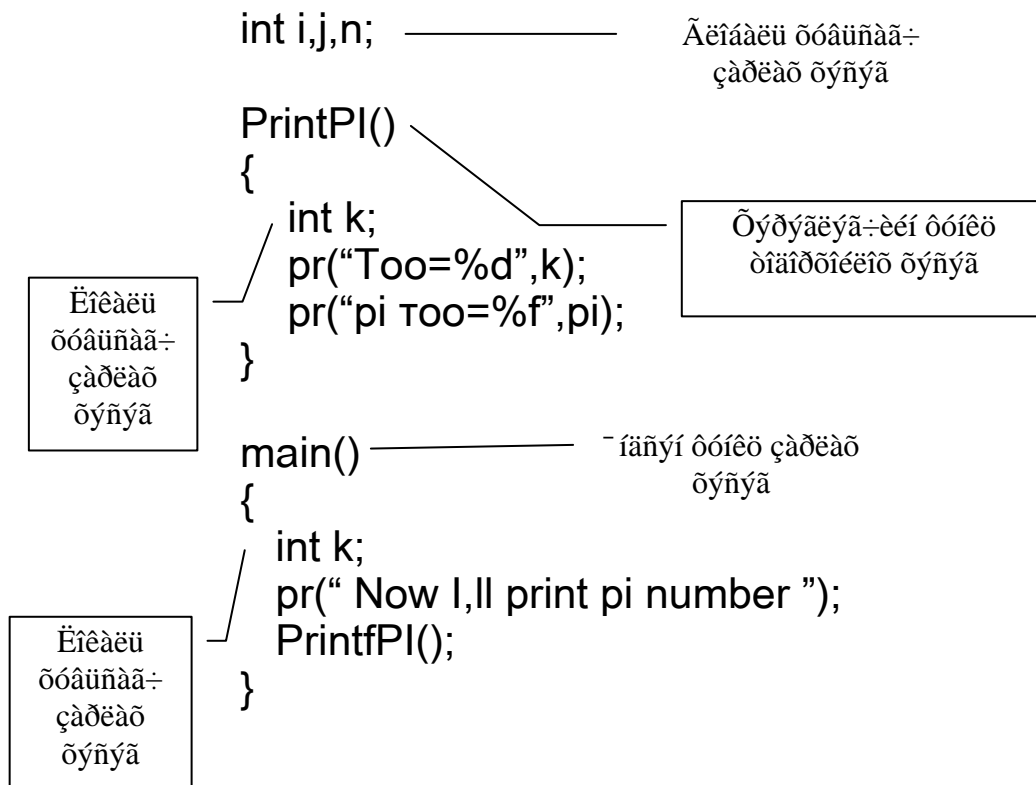 int i,j,n;
Ãëîáàëü õóâüñàã÷
çàðëàõ õýñýã
PrintPI()
{
int k;
pr(“Too=%d”,k);
pr(“pi тоо=%f”,pi);
}
Õýðýãëýã÷èéí ôóíêö
òîäîðõîéëîõ õýñýã
Ëîêàëü
õóâüñàã÷
çàðëàõ
õýñýã
main()
{
int k;
pr(“ Now I,ll print pi number ”);
PrintfPI();
}
¯íäñýí ôóíêö çàðëàõ
õýñýã
Ëîêàëü
õóâüñàã÷
çàðëàõ
õýñýã